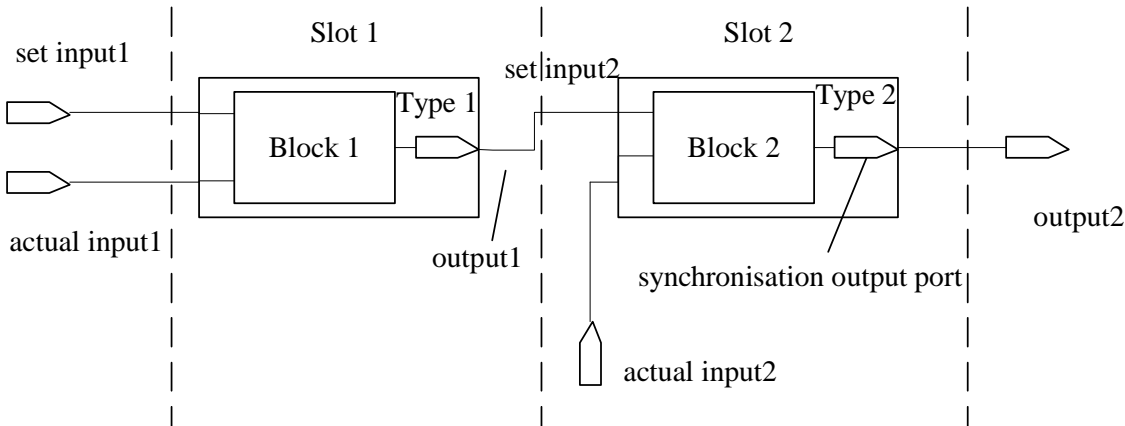 Slot 1
Slot 2
set input1
set input2
Type 1
Type 2
Block 1
Block 2
actual input1
output1
output2
synchronisation output port
actual input2